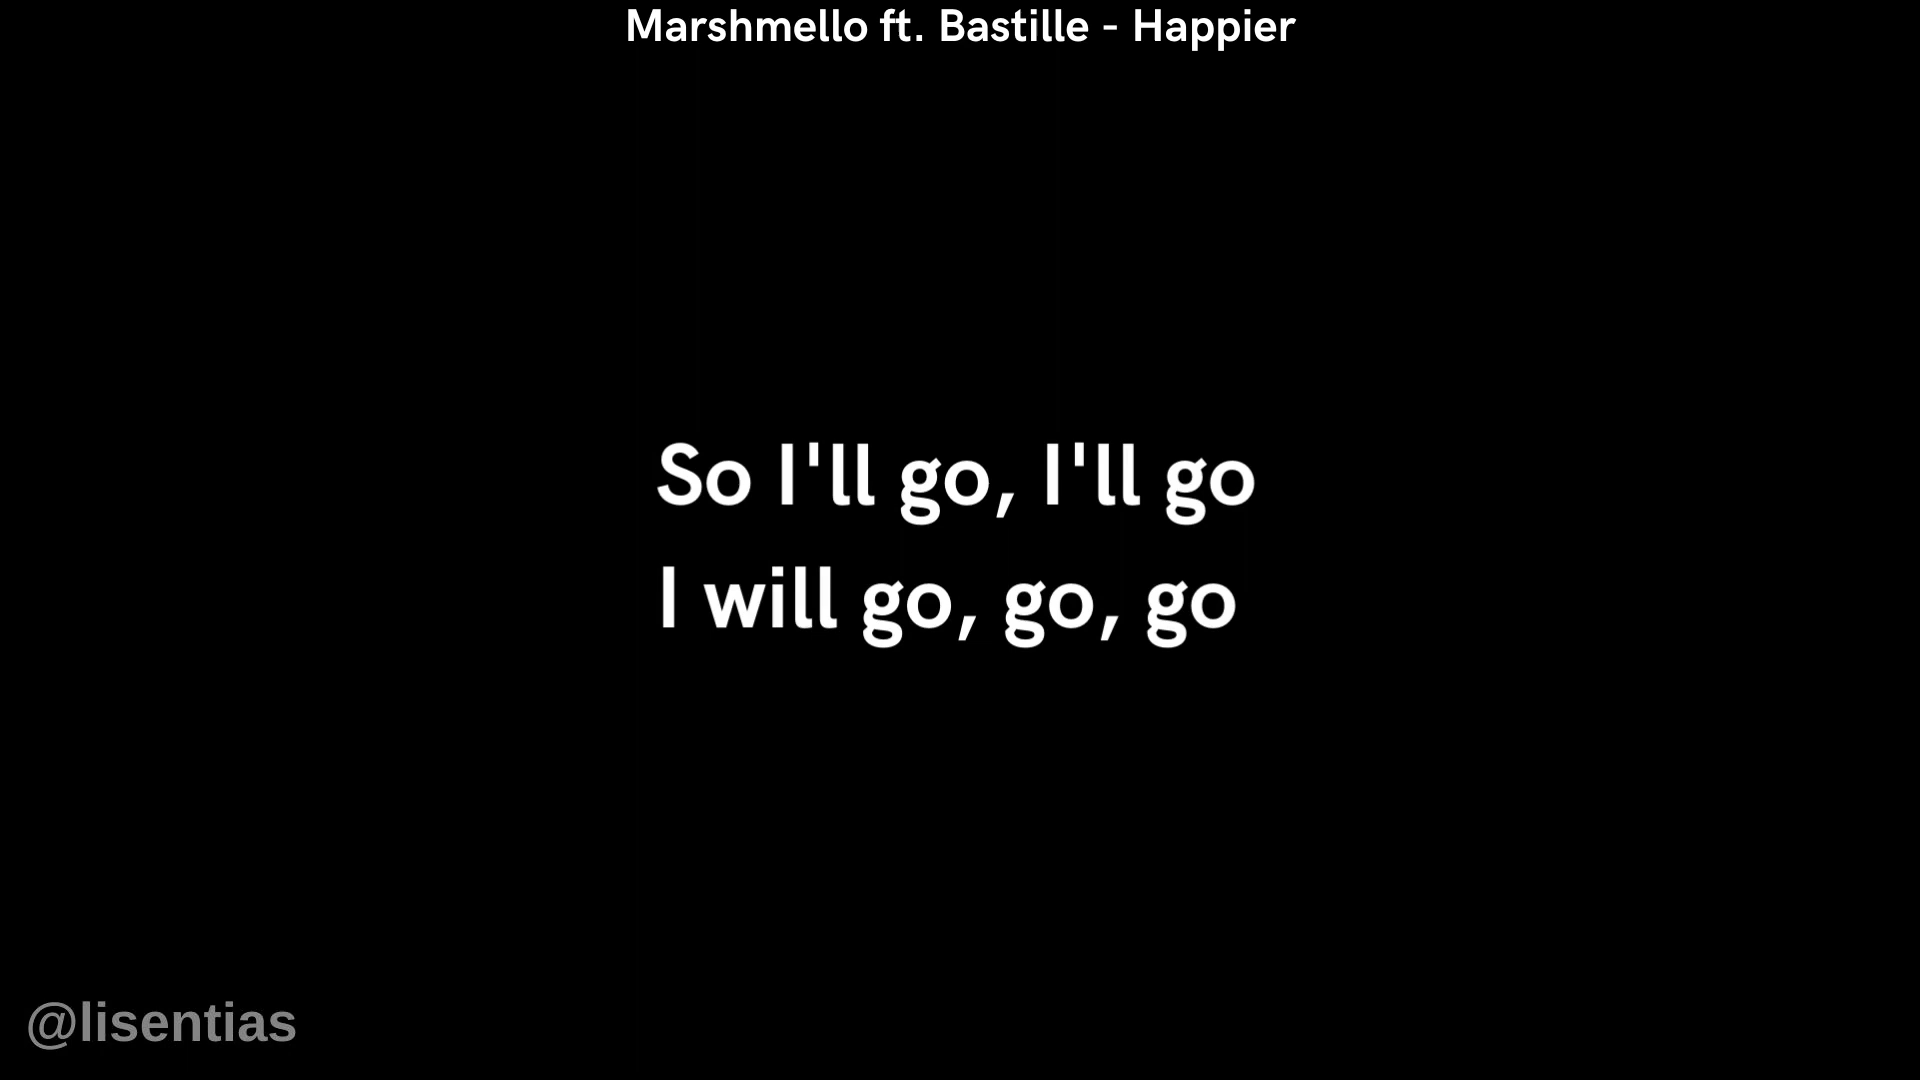 Marshmello ft. Bastille - Happier
So I'll go, I'll go
I will go, go, go
@lisentias